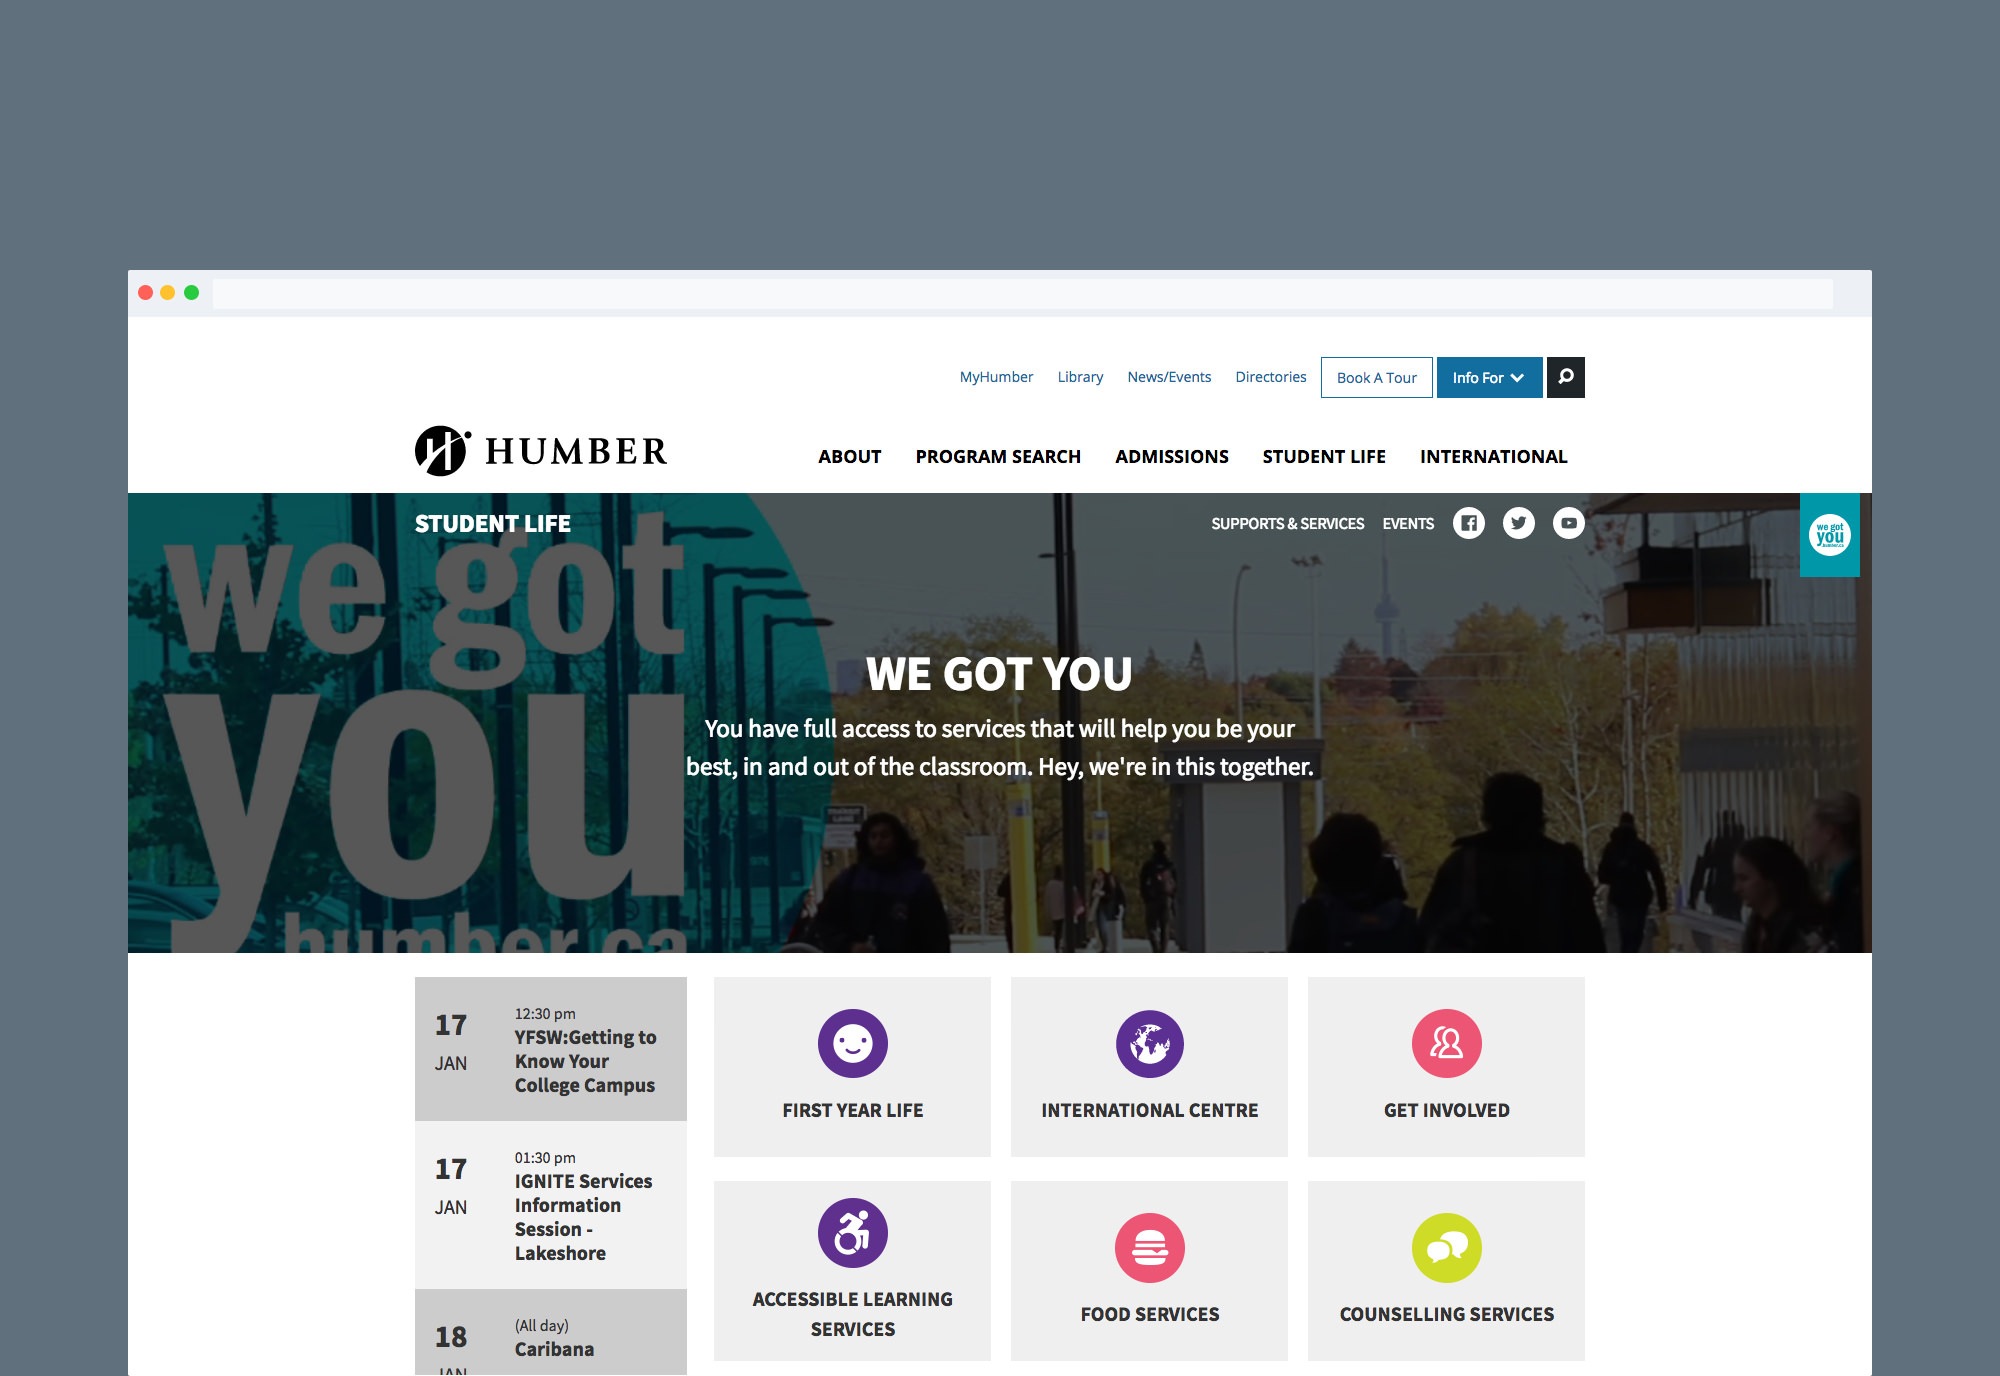 MyHumber Library News/Events Directories Book A Tour Info For
HUMBER
ABOUT PROGRAM SEARCH ADMISSIONS STUDENT LIFE INTERNATIONAL
STUDENT LIFE
SUPPORTS & SERVICES EVENTS
we got
you
humber.ca
we got
you
humber.ca
WE GOT YOU
You have full access to services that will help you be your
best, in and out of the classroom. Hey, we're in this together.
TRANSIT
LANE
17
JAN
12:30 pm
YFSW:Getting to
Know Your
College Campus
17
JAN
01:30 pm
IGNITE Services
Information
Session -
Lakeshore
18
JAN
(All day)
Caribana
FIRST YEAR LIFE
INTERNATIONAL CENTRE
GET INVOLVED
ACCESSIBLE LEARNING
SERVICES
FOOD SERVICES
COUNSELLING SERVICES